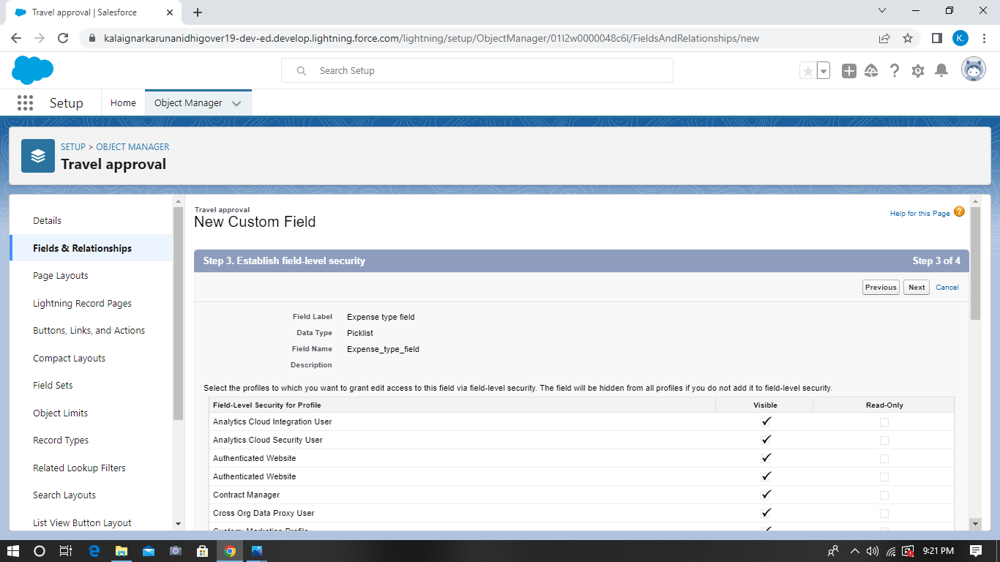 Travel approval | Salesforce
kalaignarkarunanidhigover19-dev-ed.develop.lightning.force.com/lightning/setup/ObjectManager/01I2w0000048c6I/FieldsAndRelationships/new
K.
Search Setup
Setup
Home
Object Manager
SETUP > OBJECT MANAGER
Travel approval
Details
Fields & Relationships
Page Layouts
Lightning Record Pages
Buttons, Links, and Actions
Compact Layouts
Field Sets
Object Limits
Record Types
Related Lookup Filters
Search Layouts
List View Button Layout
Travel approval
New Custom Field
Help for this Page
Step 3. Establish field-level security Step 3 of 4
Previous Next Cancel
Field Label Expense type field
Data Type Picklist
Field Name Expense_type_field
Description
Select the profiles to which you want to grant edit access to this field via field-level security. The field will be hidden from all profiles if you do not add it to field-level security.
Field-Level Security for Profile Visible Read-Only
Analytics Cloud Integration User
Analytics Cloud Security User
Authenticated Website
Authenticated Website
Contract Manager
Cross Org Data Proxy User
9:21 PM